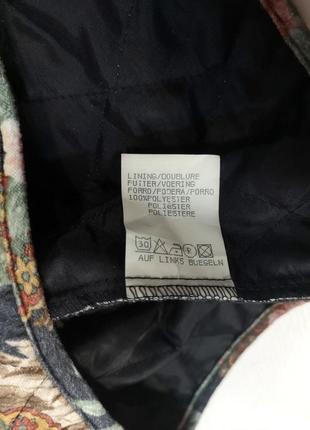 LINING/DOUBLURE
FUTTER/VOERING
FORRO/FODERA/FORRO
100%POLYESTER
POLIESTER
POLIESTERE
30
AUF LINKS BUEGELN